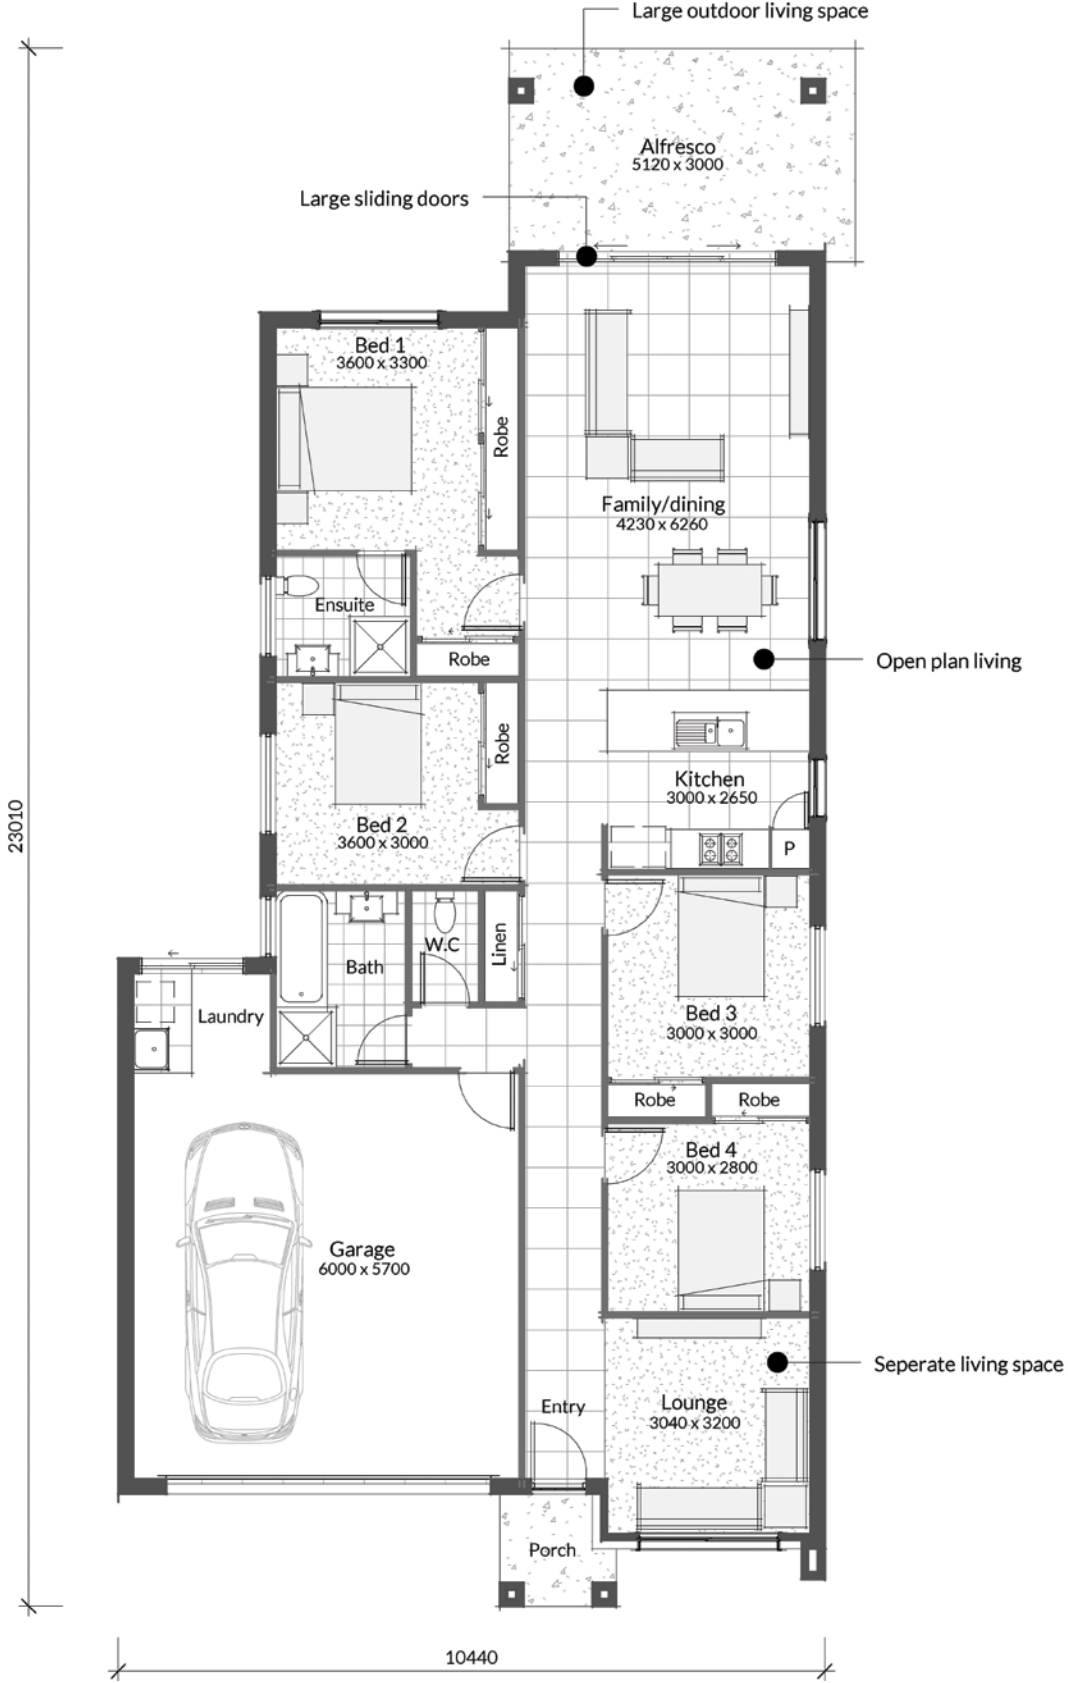 Large outdoor living space
Alfresco
5120 x 3000
Large sliding doors
Bed 1
3600 x 3300
Robe
Family/dining
4230 x 6260
Ensuite
Robe
Open plan living
Robe
Kitchen
3000 x 2650
23010
Bed 2
3600 x 3000
P
W.C
Linen
Bath
Laundry
Bed 3
3000 x 3000
Robe
Robe
Bed 4
3000 x 2800
Garage
6000 x 5700
Seperate living space
Entry
Lounge
3040 x 3200
Porch
10440